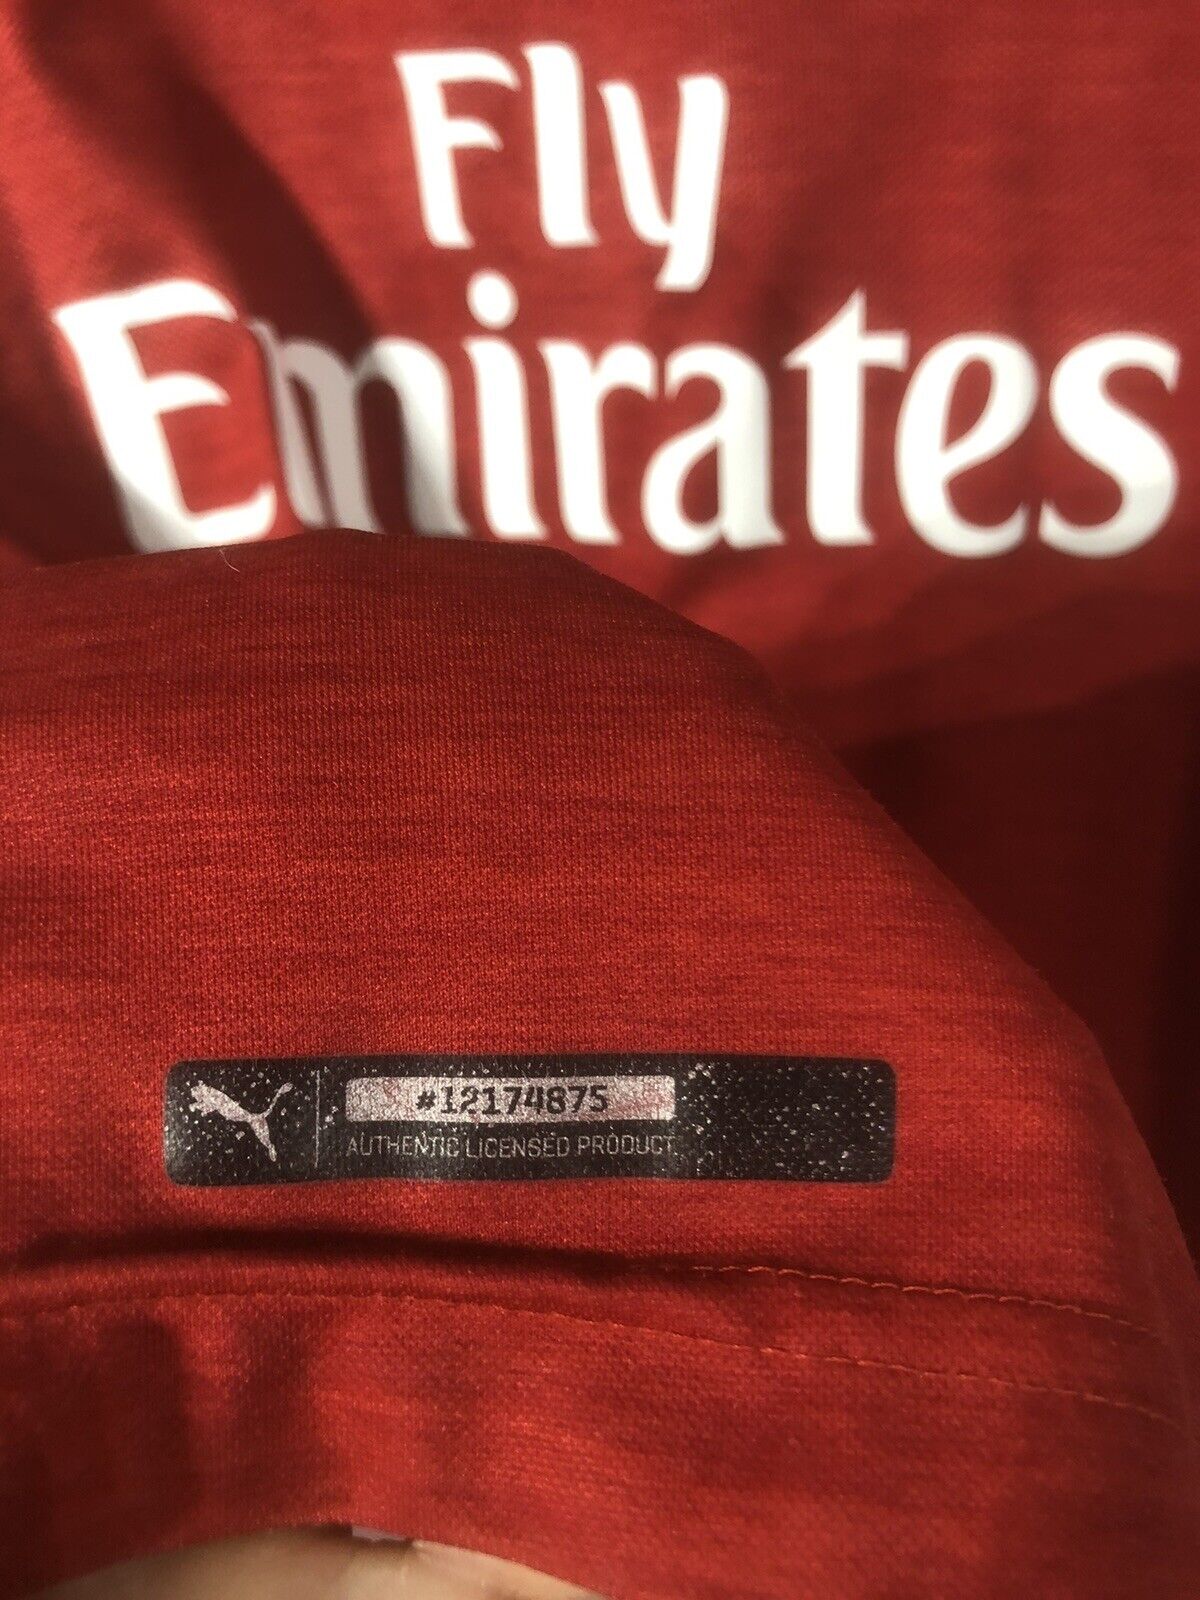 Fly
Emirates
#12174875
AUTHENTIC LICENSED PRODUCT